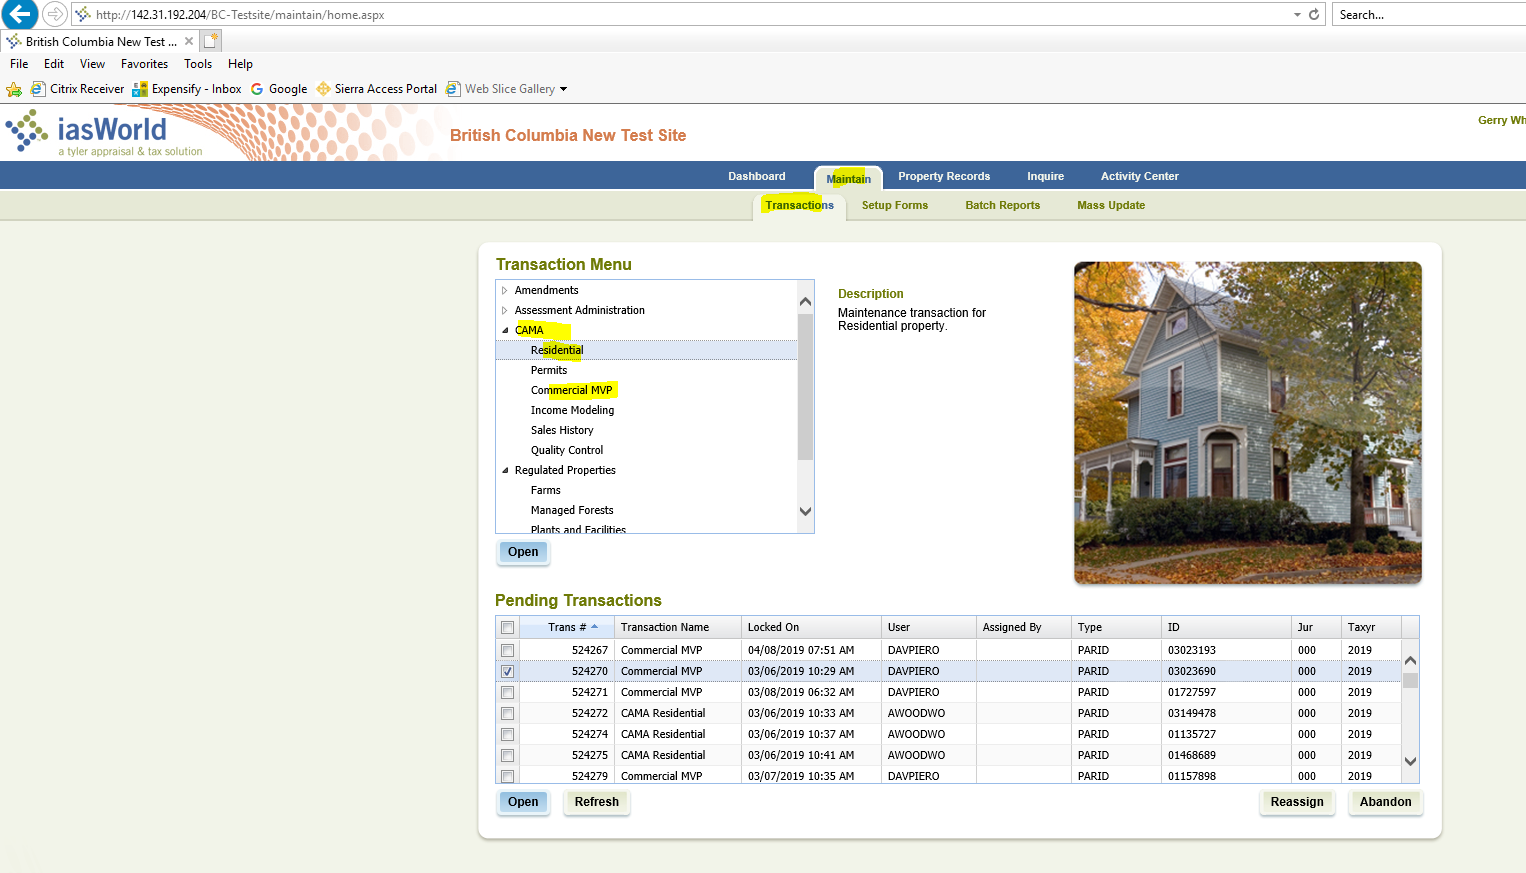 http://142.31.192.204/BC-Testsite/maintain/home.aspx
Search...
British Columbia New Test ...
File Edit View Favorites Tools Help
Citrix Receiver Expensify - Inbox Google Sierra Access Portal Web Slice Gallery
iasWorld
a tyler appraisal & tax solution
British Columbia New Test Site
Gerry Wh
Dashboard Maintain Property Records Inquire Activity Center
Transactions Setup Forms Batch Reports Mass Update
Transaction Menu
Amendments
Assessment Administration
CAMA
Residential
Permits
Commercial MVP
Income Modeling
Sales History
Quality Control
Regulated Properties
Farms
Managed Forests
Plants and Facilities
Description
Maintenance transaction for
Residential property.
Open
Pending Transactions
Trans # Transaction Name Locked On User Assigned By Type ID Jur Taxyr
524267 Commercial MVP 04/08/2019 07:51 AM DAVPIERO PARID 03023193 000 2019
524270 Commercial MVP 03/06/2019 10:29 AM DAVPIERO PARID 03023690 000 2019
524271 Commercial MVP 03/08/2019 06:32 AM DAVPIERO PARID 01727597 000 2019
524272 CAMA Residential 03/06/2019 10:33 AM AWOODWO PARID 03149478 000 2019
524274 CAMA Residential 03/06/2019 10:37 AM AWOODWO PARID 01135727 000 2019
524275 CAMA Residential 03/06/2019 10:41 AM AWOODWO PARID 01468689 000 2019
524279 Commercial MVP 03/07/2019 10:35 AM DAVPIERO PARID 01157898 000 2019
Open Refresh Reassign Abandon